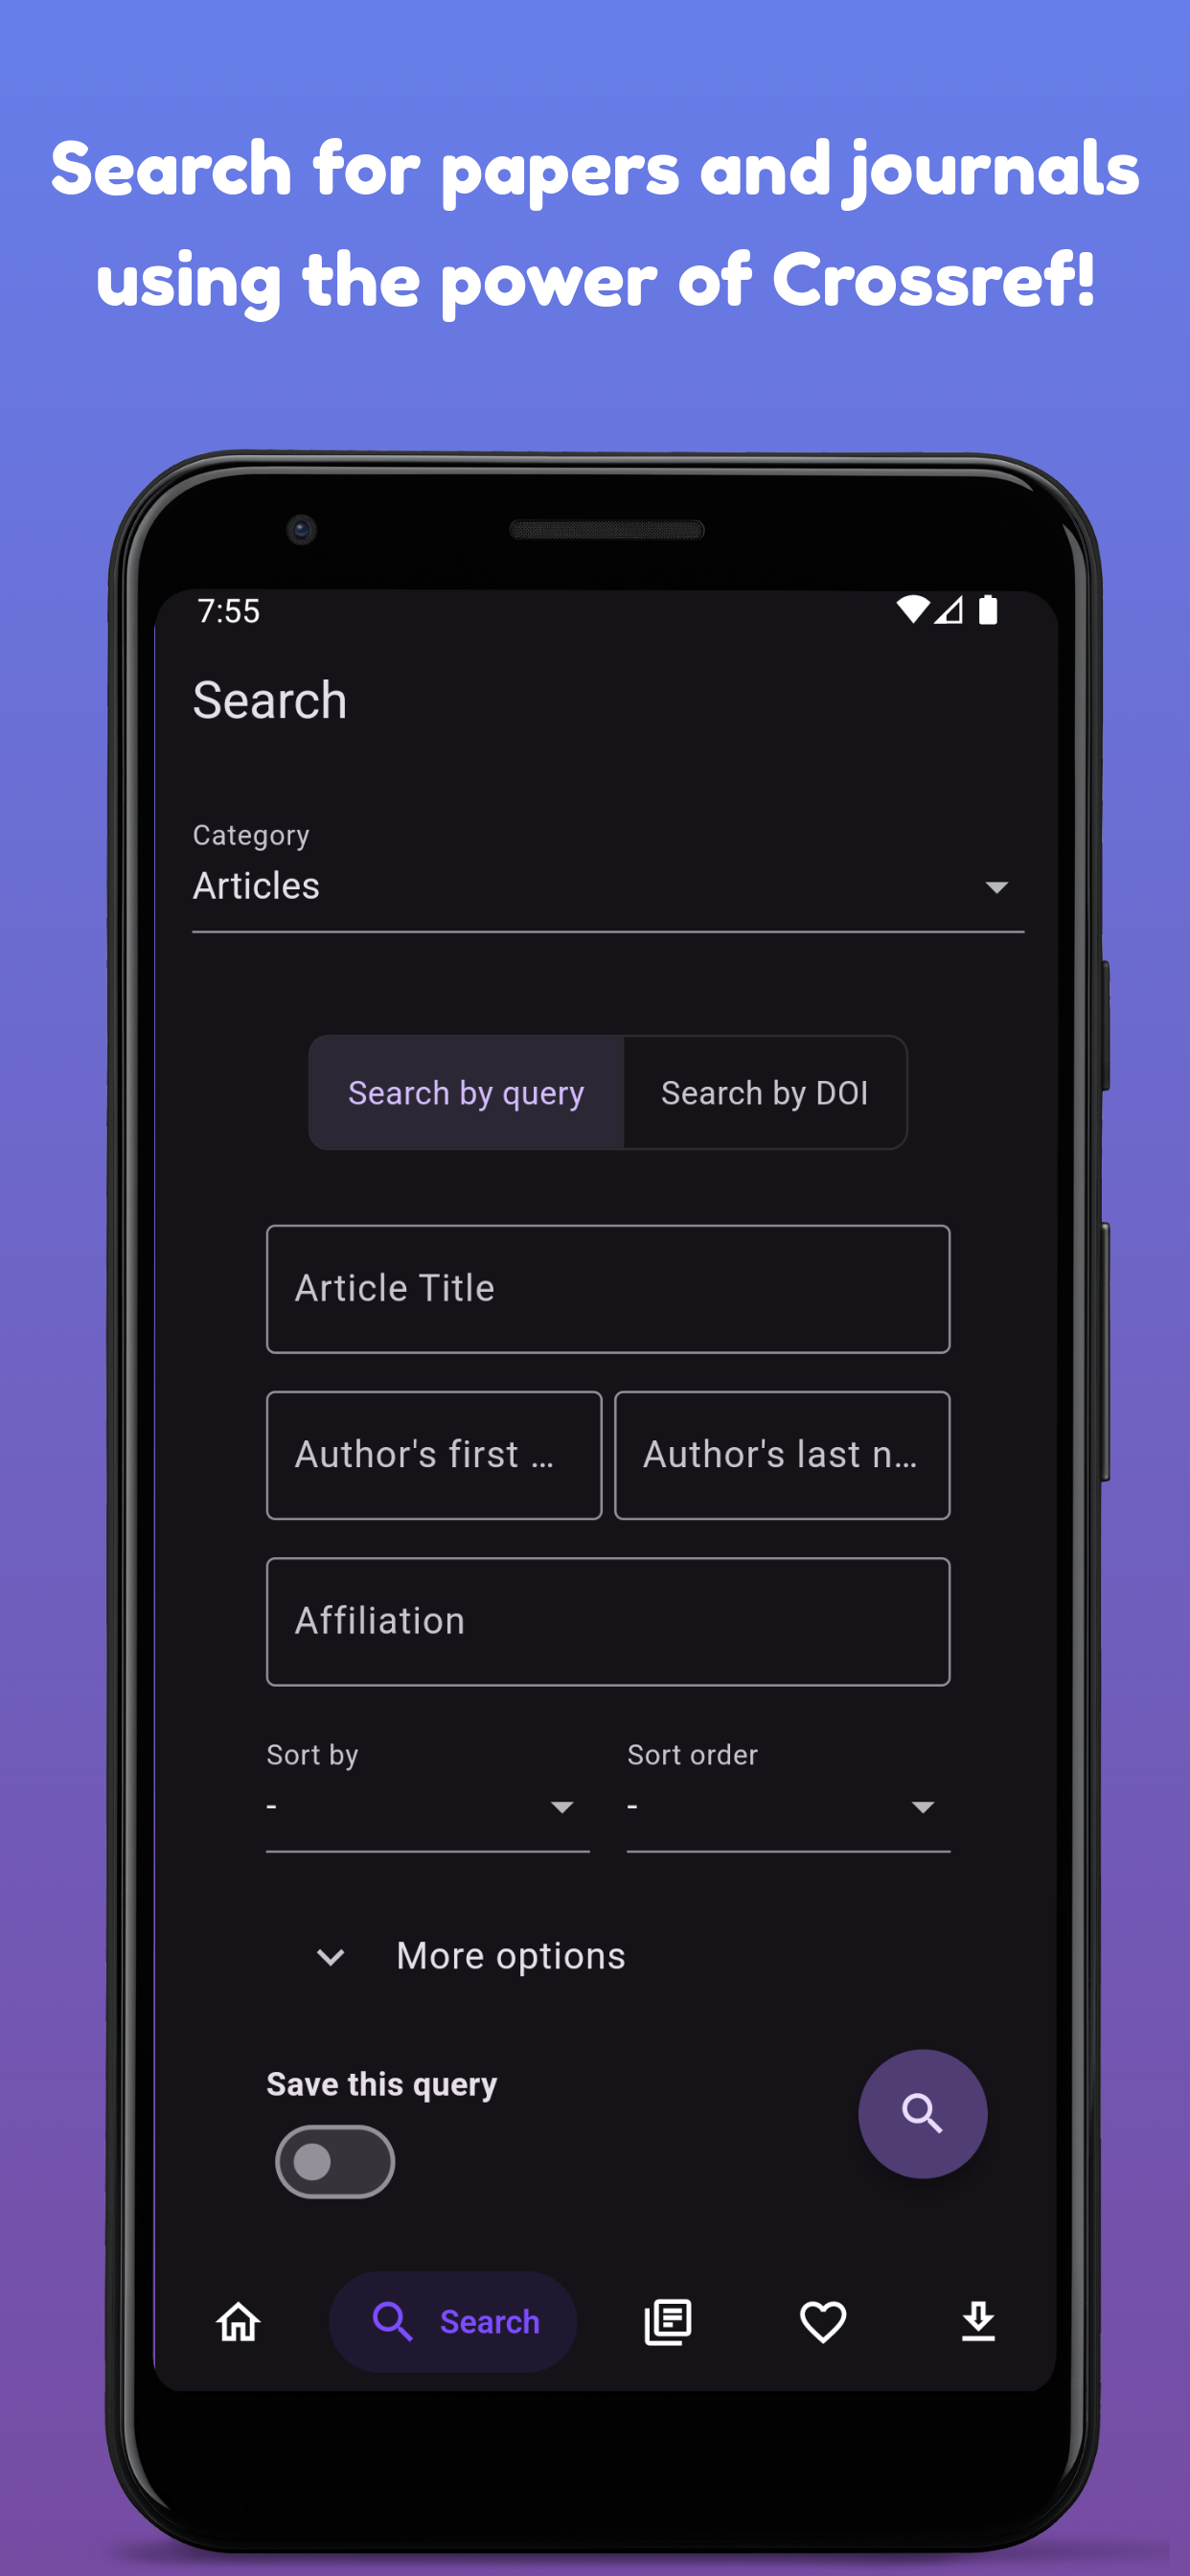 Search for papers and journals
using the power of Crossref!
7:55
Search
Category
Articles
Search by query
Search by DOI
Article Title
Author's first ...
Author's last n...
Affiliation
Sort by
Sort order
-
-
More options
Save this query
Search